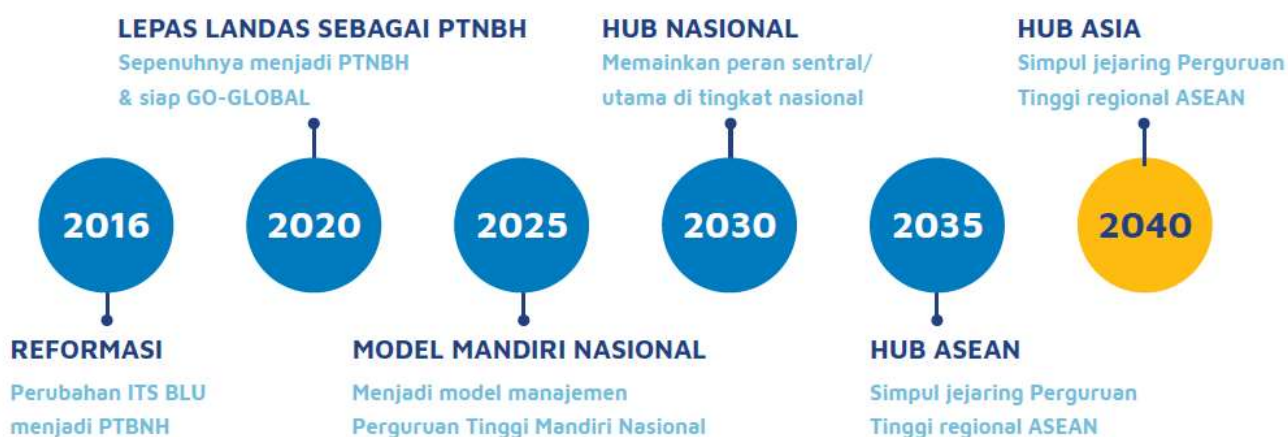 LEPAS LANDAS SEBAGAI PTNBH
Sepenuhnya menjadi PTNBH
& siap GO-GLOBAL
HUB NASIONAL
Memainkan peran sentral/
utama di tingkat nasional
HUB ASIA
Simpul jejaring Perguruan
Tinggi regional ASEAN
2016
2020
2025
2030
2035
2040
REFORMASI
Perubahan ITS BLU
menjadi PTBNH
MODEL MANDIRI NASIONAL
Menjadi model manajemen
Perguruan Tinggi Mandiri Nasional
HUB ASEAN
Simpul jejaring Perguruan
Tinggi regional ASEAN